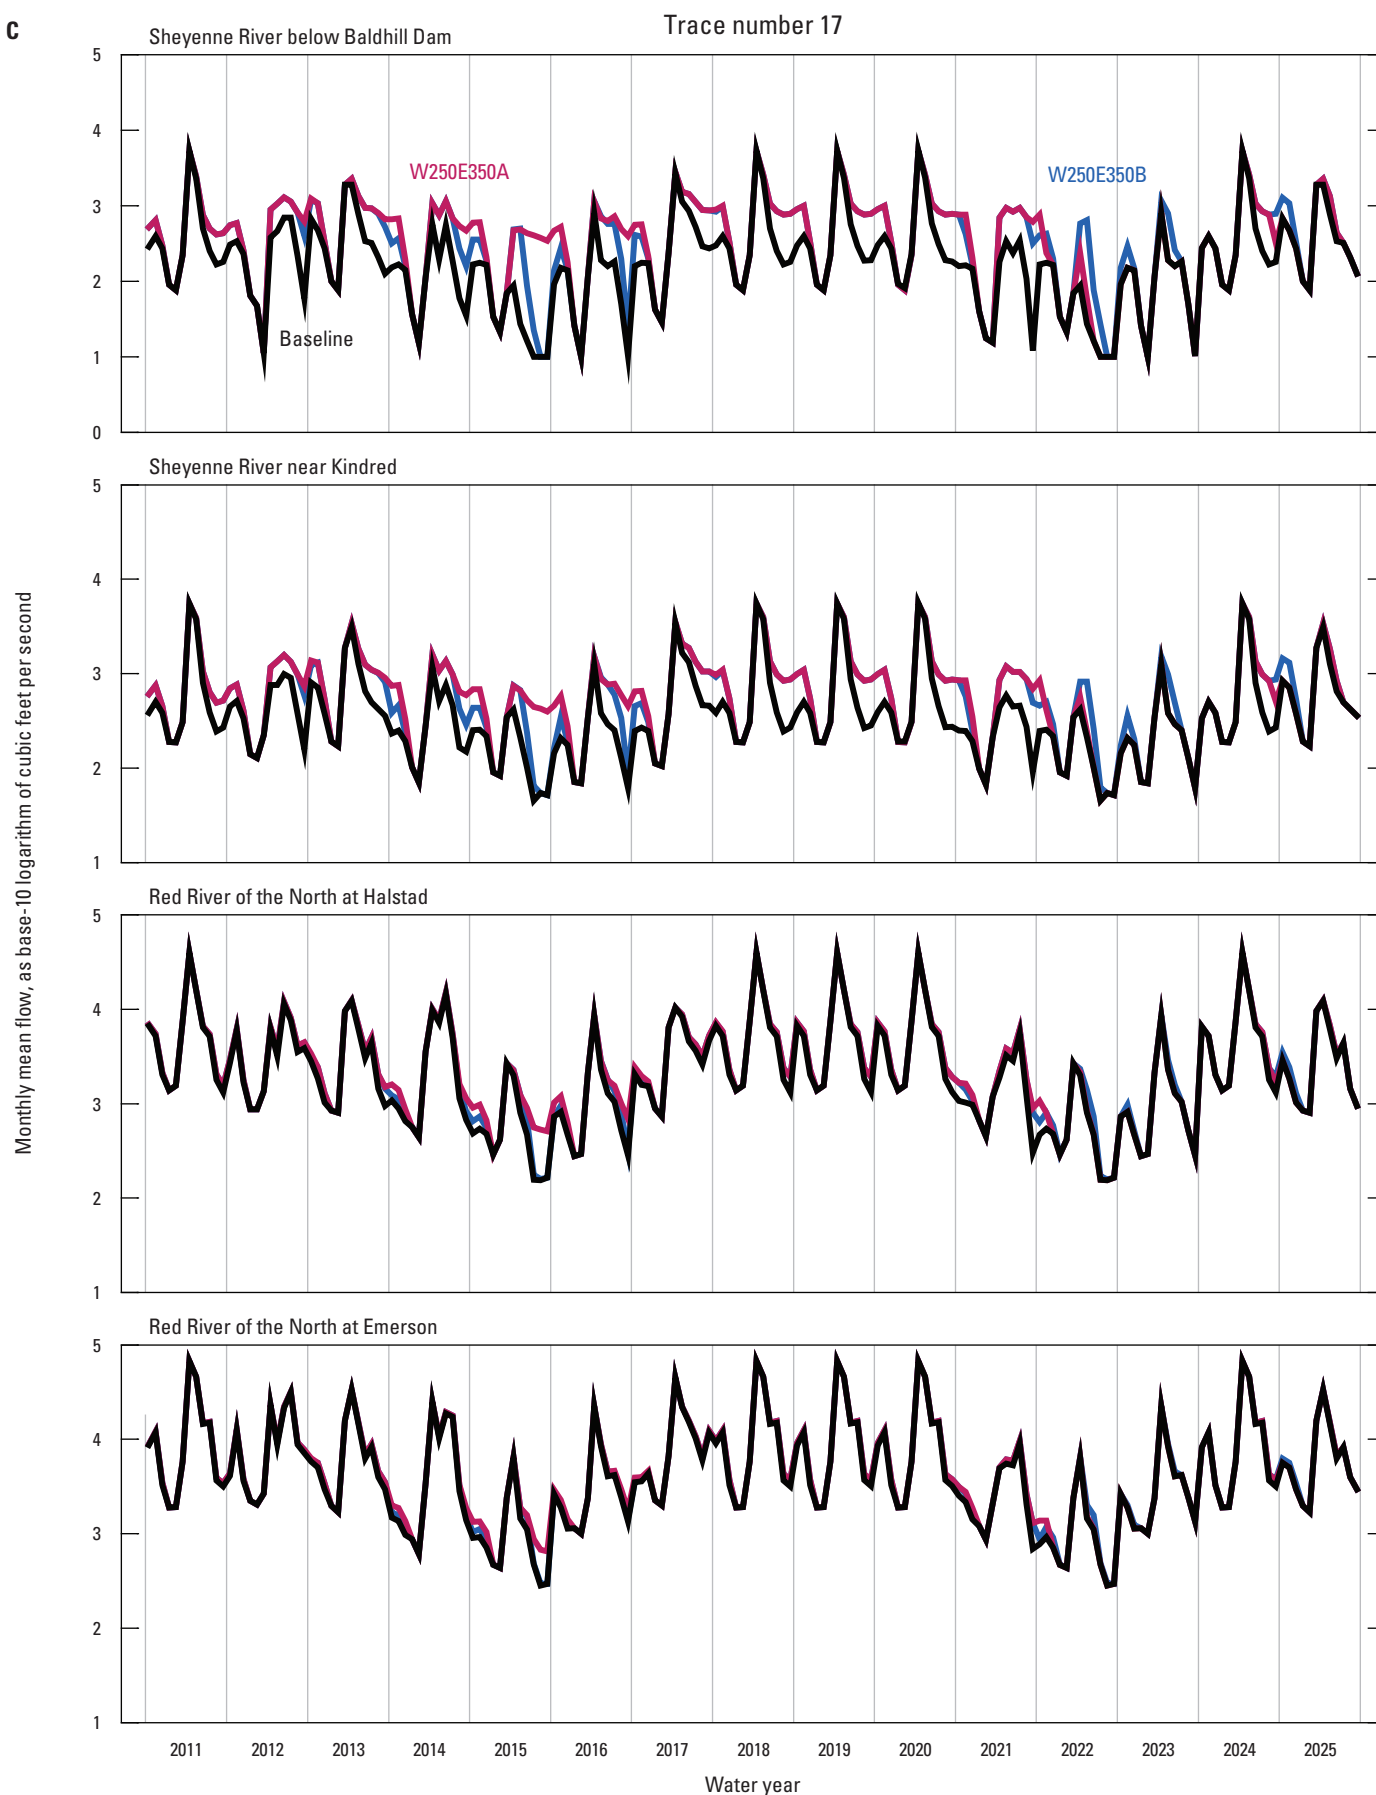 C
Trace number 17
Sheyenne River below Baldhill Dam
5
4
3
2
1
0
W250E350A
W250E350B
Baseline
Sheyenne River near Kindred
5
4
3
2
1
Monthly mean flow, as base-10 logarithm of cubic feet per second
Red River of the North at Halstad
5
4
3
2
1
Red River of the North at Emerson
5
4
3
2
1
2011 2012 2013 2014 2015 2016 2017 2018 2019 2020 2021 2022 2023 2024 2025
Water year